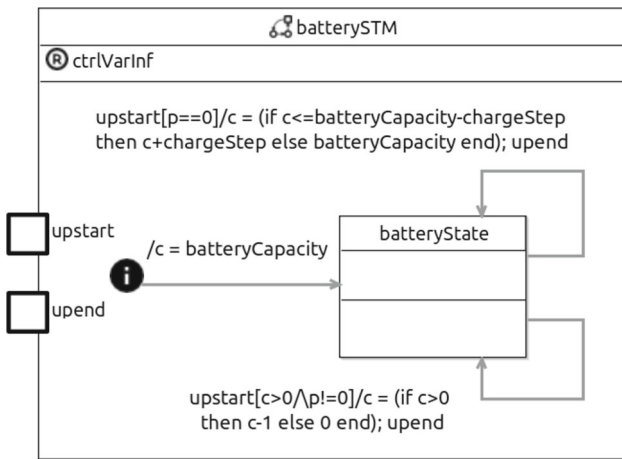 batterySTM
R ctrlVarInf
upstart[p==0]/c = (if c<=batteryCapacity-chargeStep
then c+chargeStep else batteryCapacity end); upend
upstart
/c = batteryCapacity
batteryState
i
upend
upstart[c>0/\p!=0]/c = (if c>0
then c-1 else 0 end); upend